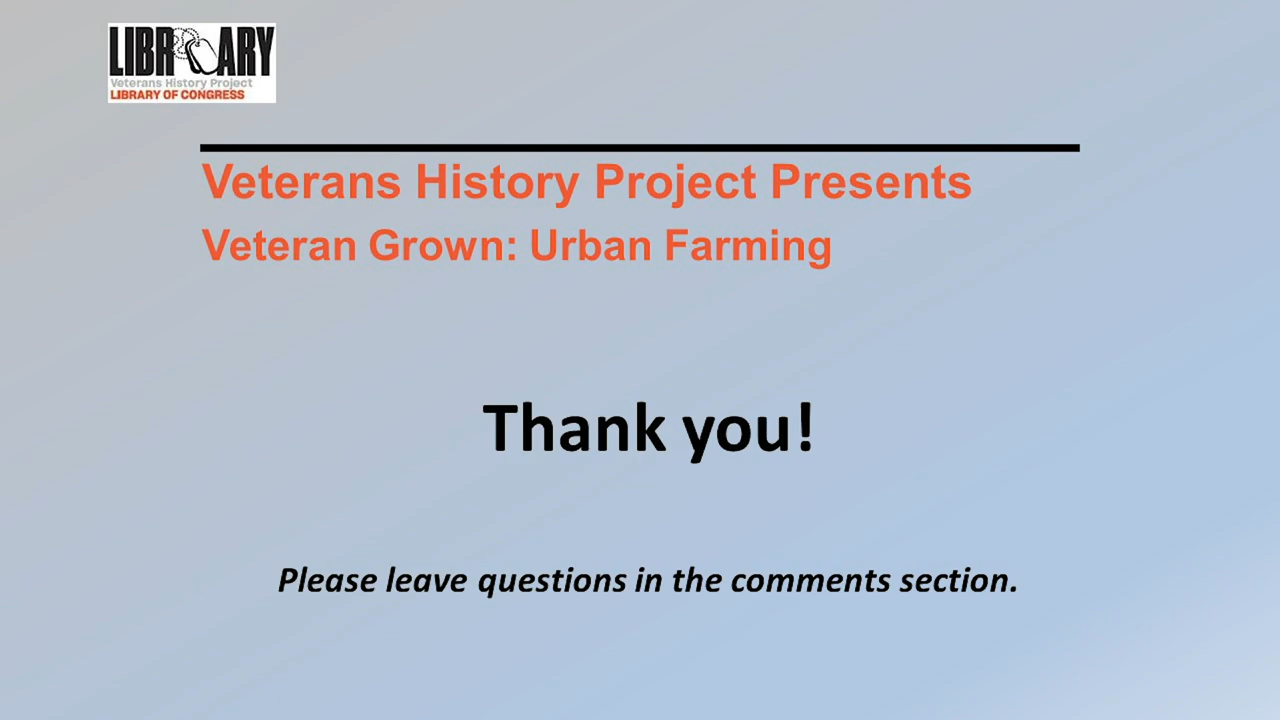 LIBRARY
Veterans History Project
LIBRARY OF CONGRESS
Veterans History Project Presents
Veteran Grown: Urban Farming
Thank you!
Please leave questions in the comments section.